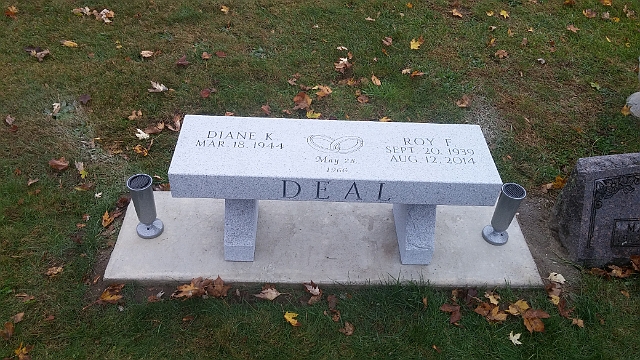 DIANE K.
MAR. 18. 1944
May 28.
1966
ROY F.
SEPT. 20. 1939
AUG. 12. 2014
DEAL